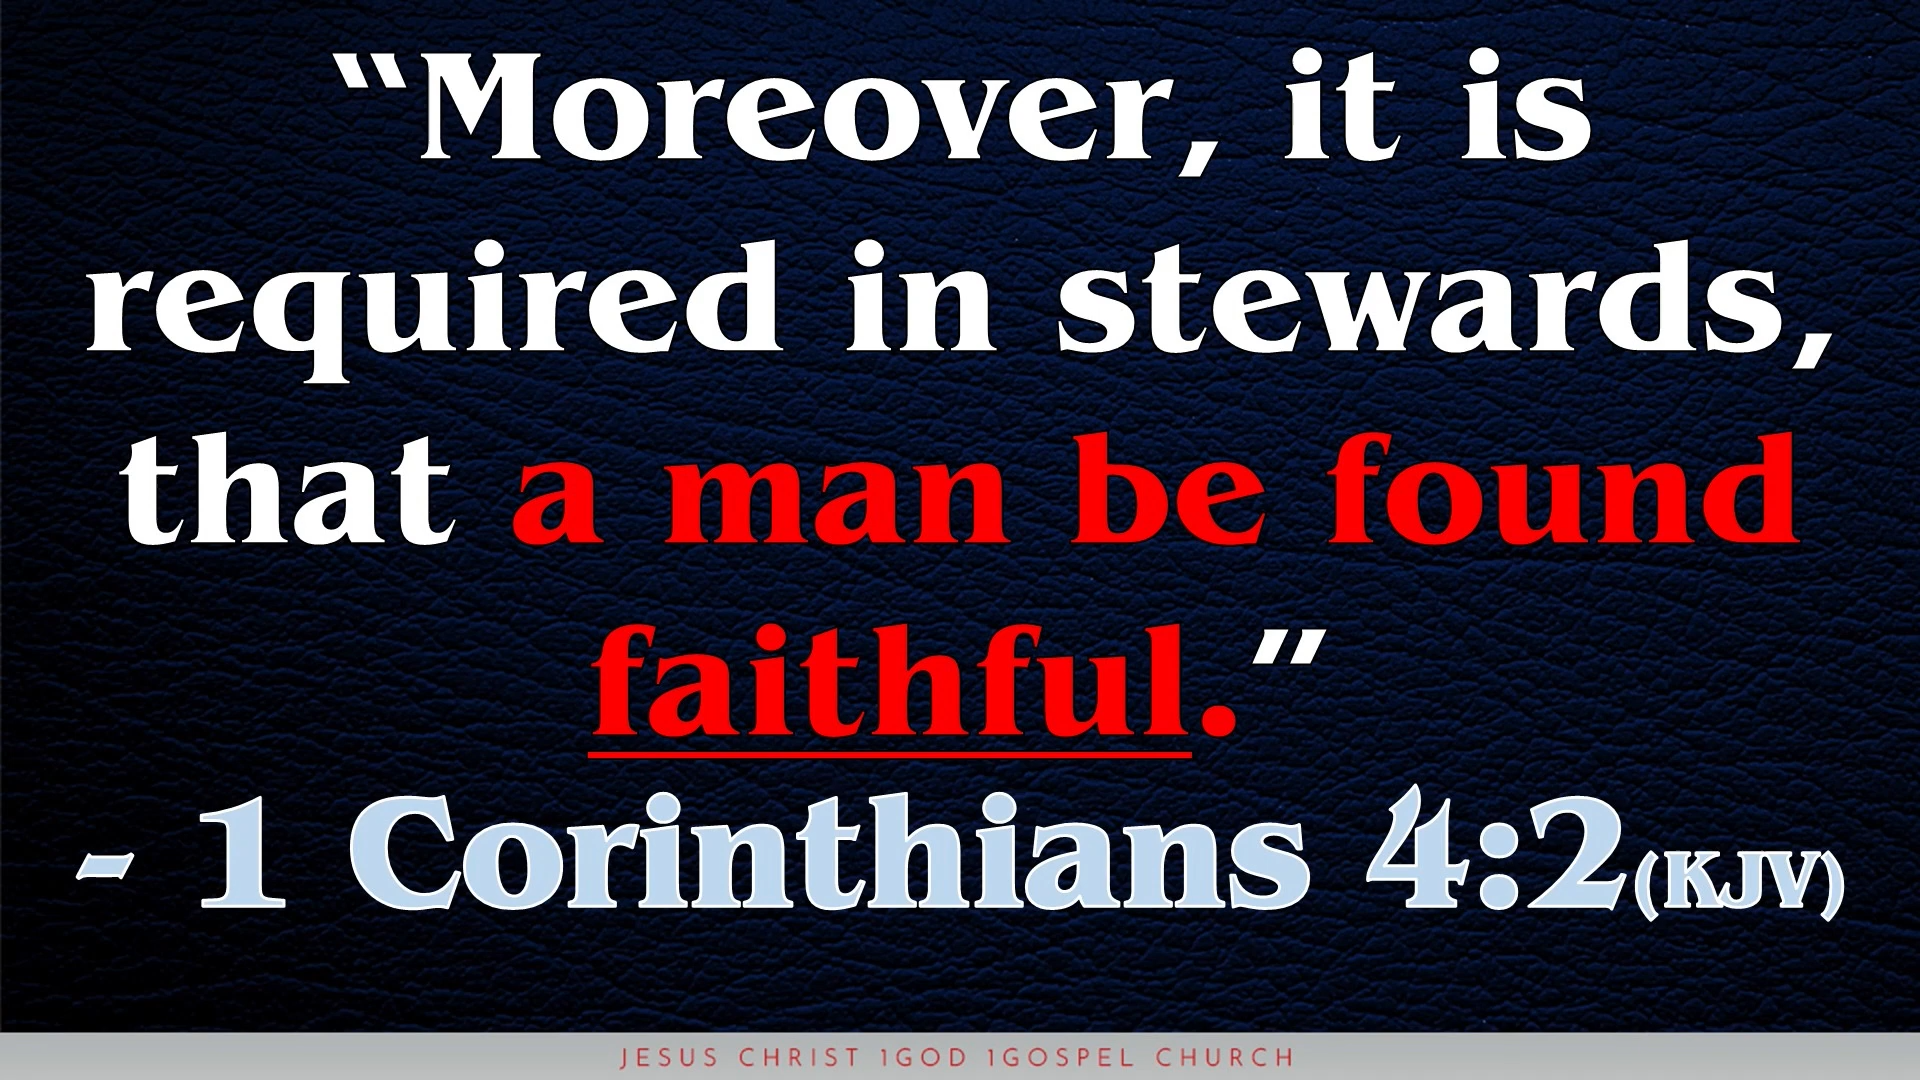 “Moreover, it is
required in stewards,
that a man be found
faithful.”
- 1 Corinthians 4:2(KJV)
JESUS CHRIST 1GOD 1GOSPEL CHURCH